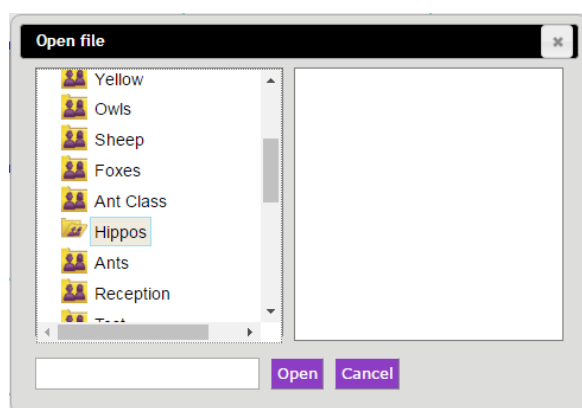 Open file
Yellow
Owls
Sheep
Foxes
Ant Class
Hippos
Ants
Reception
Open Cancel